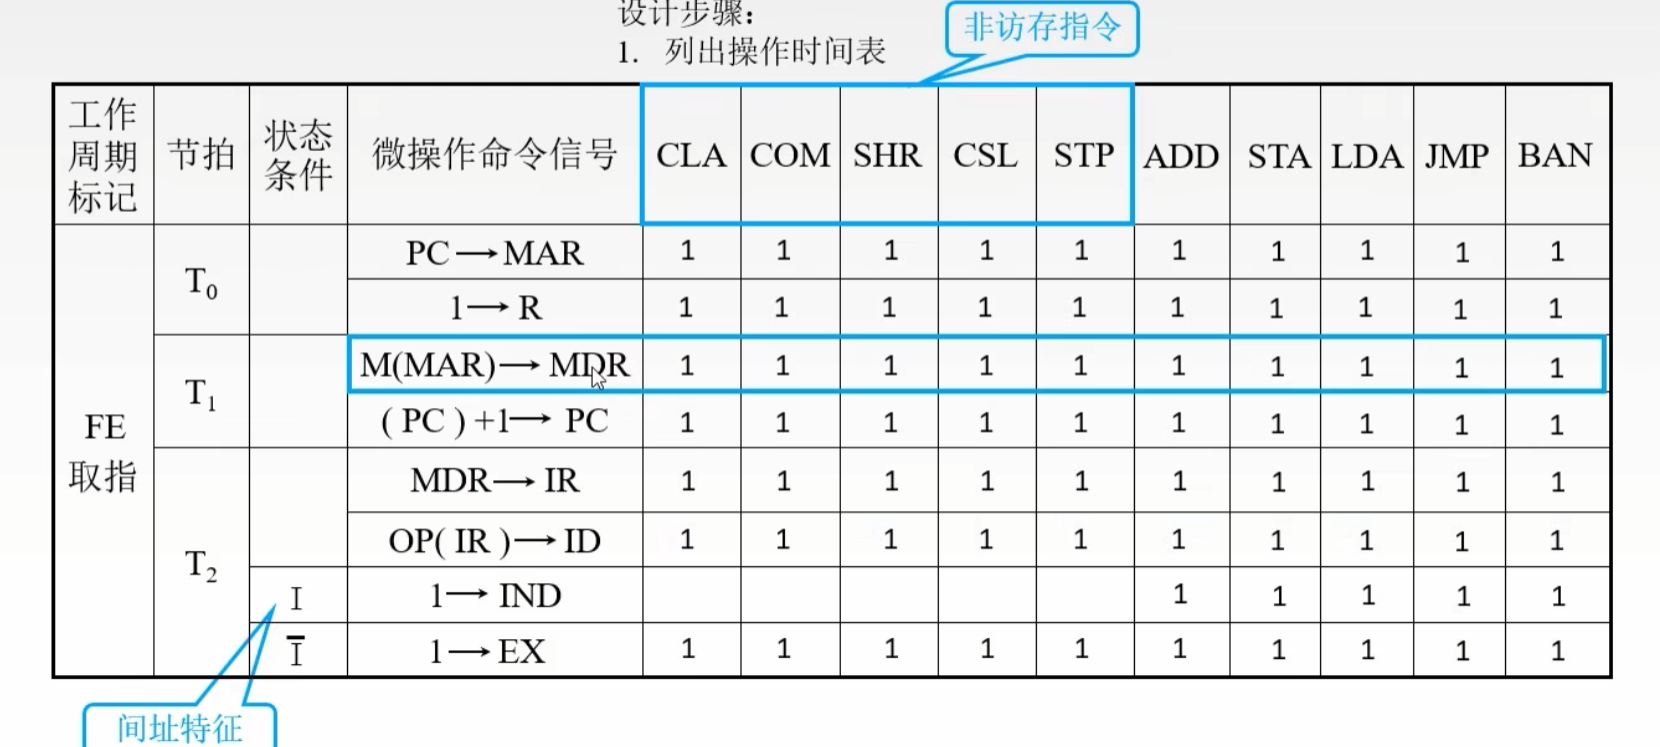 设计步骤：
1. 列出操作时间表
非访存指令
工作周期标记 节拍 状态条件 微操作命令信号 CLA COM SHR CSL STP ADD STA LDA JMP BAN
FE 取指
T0
PC→MAR 1 1 1 1 1 1 1 1 1 1
1→R 1 1 1 1 1 1 1 1 1 1
T1
M(MAR)→MDR 1 1 1 1 1 1 1 1 1 1
(PC)+1→PC 1 1 1 1 1 1 1 1 1 1
T2
MDR→IR 1 1 1 1 1 1 1 1 1 1
OP(IR)→ID 1 1 1 1 1 1 1 1 1 1
I 1→IND 1 1 1 1 1
Ī 1→EX 1 1 1 1 1 1 1 1 1 1
间址特征